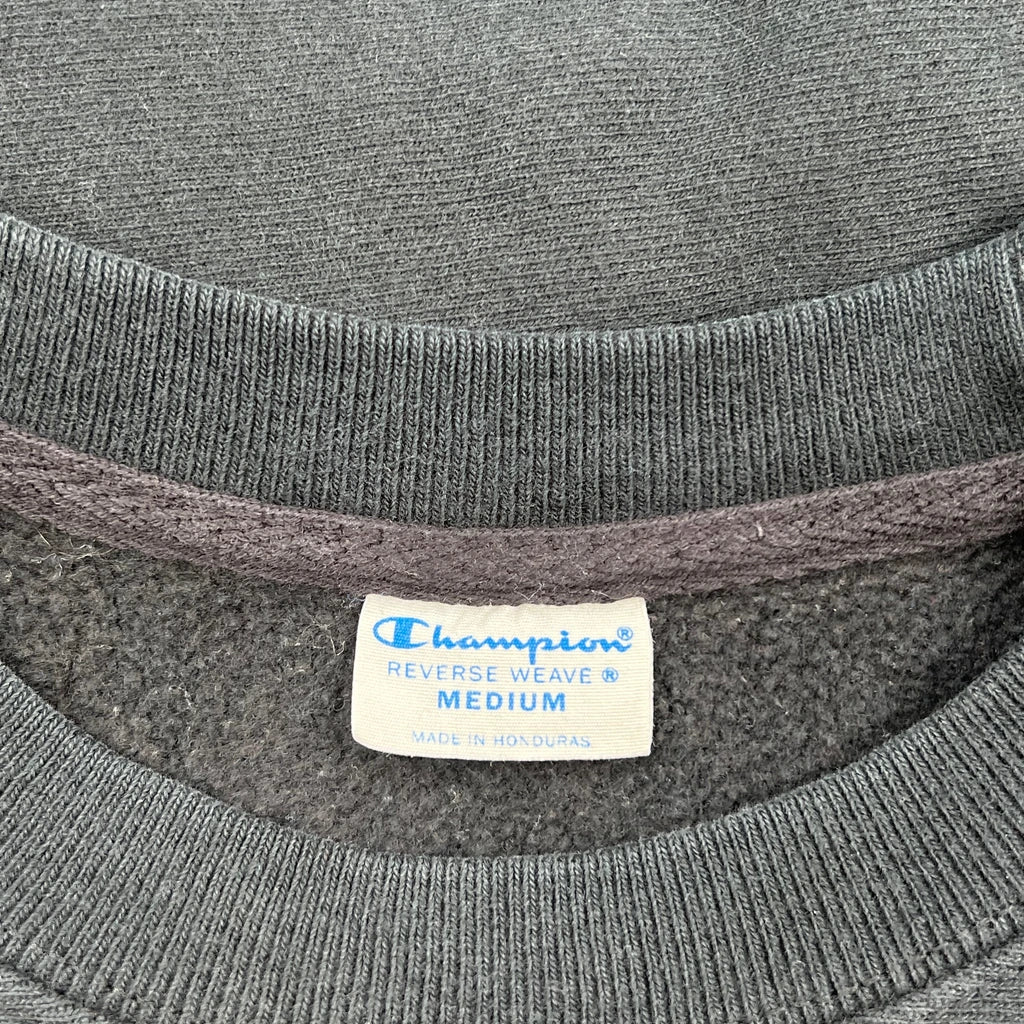 Champion®
REVERSE WEAVE ®
MEDIUM
MADE IN HONDURAS